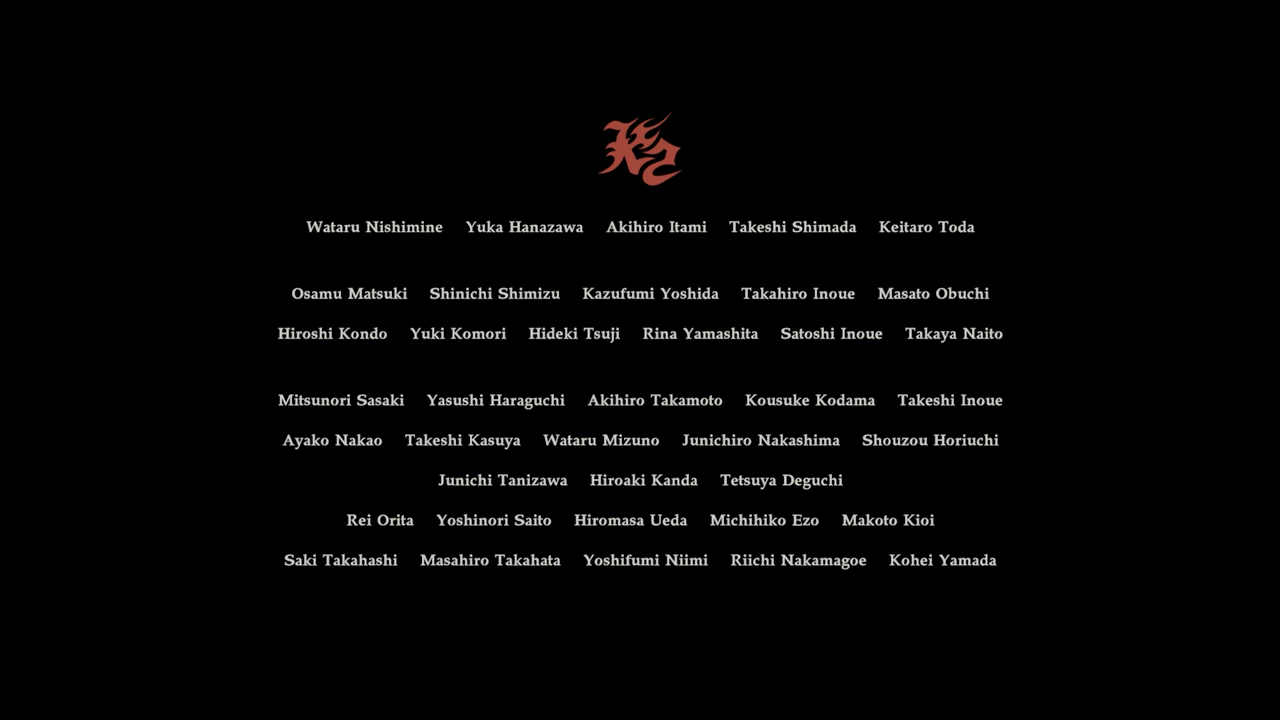 K2
Wataru Nishimine Yuka Hanazawa Akihiro Itami Takeshi Shimada Keitaro Toda
Osamu Matsuki Shinichi Shimizu Kazufumi Yoshida Takahiro Inoue Masato Obuchi
Hiroshi Kondo Yuki Komori Hideki Tsuji Rina Yamashita Satoshi Inoue Takaya Naito
Mitsunori Sasaki Yasushi Haraguchi Akihiro Takamoto Kousuke Kodama Takeshi Inoue
Ayako Nakao Takeshi Kasuya Wataru Mizuno Junichiro Nakashima Shouzou Horiuchi
Junichi Tanizawa Hiroaki Kanda Tetsuya Deguchi
Rei Orita Yoshinori Saito Hiromasa Ueda Michihiko Ezo Makoto Kioi
Saki Takahashi Masahiro Takahata Yoshifumi Niimi Riichi Nakamagoe Kohei Yamada